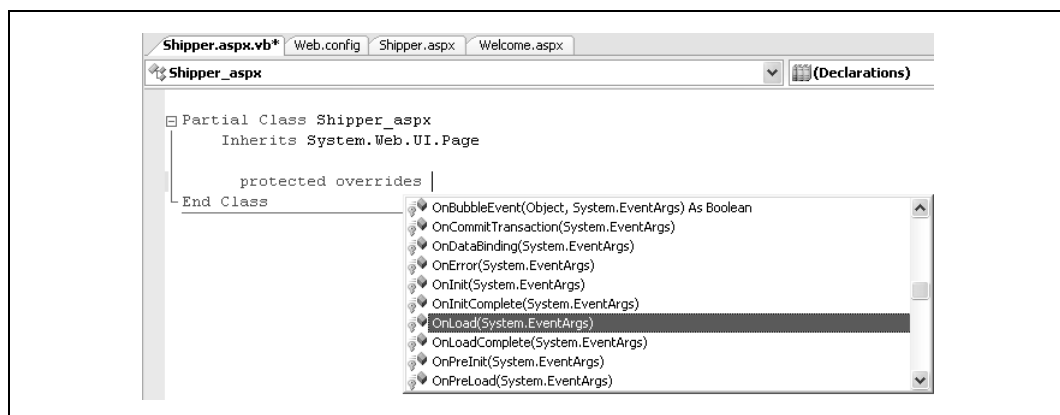 Shipper.aspx.vb* Web.config Shipper.aspx Welcome.aspx
Shipper_aspx (Declarations)
Partial Class Shipper_aspx
Inherits System.Web.UI.Page
protected overrides
End Class
OnBubbleEvent(Object, System.EventArgs) As Boolean
OnCommitTransaction(System.EventArgs)
OnDataBinding(System.EventArgs)
OnError(System.EventArgs)
OnInit(System.EventArgs)
OnInitComplete(System.EventArgs)
OnLoad(System.EventArgs)
OnLoadComplete(System.EventArgs)
OnPreInit(System.EventArgs)
OnPreLoad(System.EventArgs)